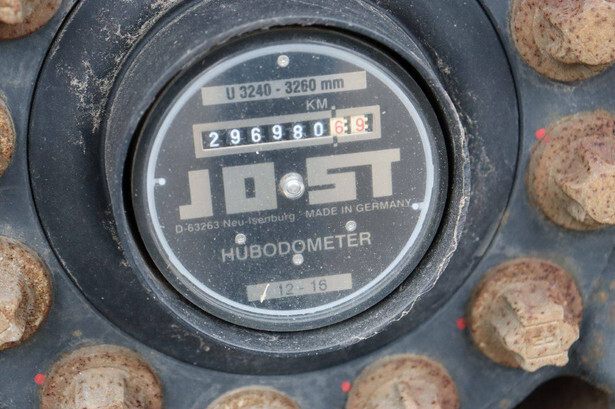 U 3240 - 3260 mm
KM
29698069
JOST
D-63263 Neu-Isenburg MADE IN GERMANY
HUBODOMETER
12 - 16